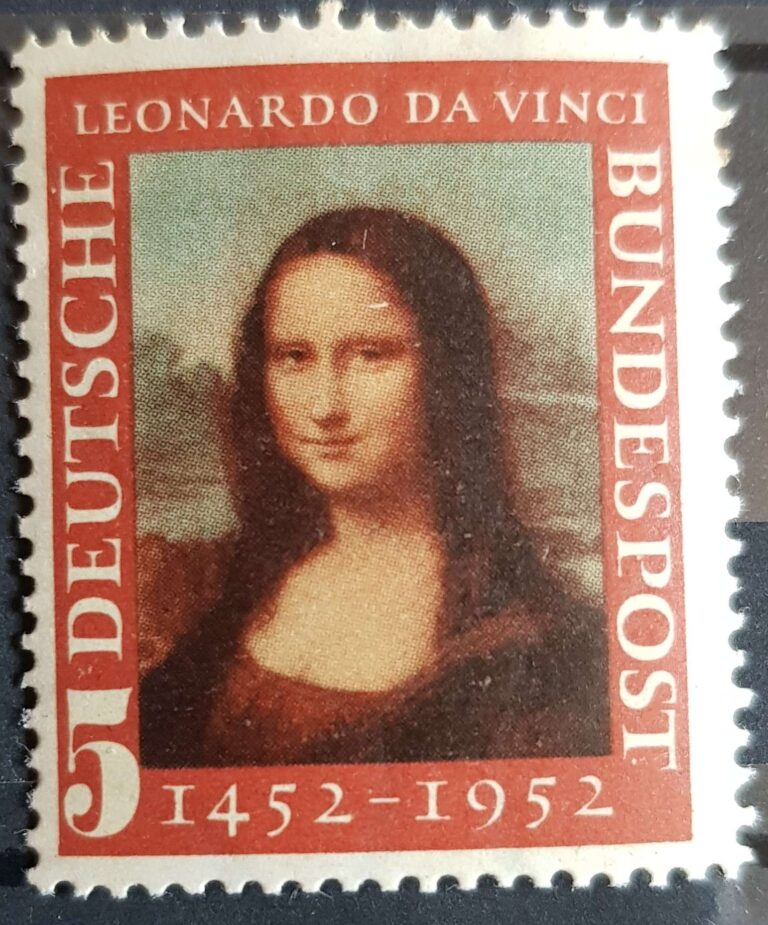 LEONARDO DA VINCI
DEUTSCHE
BUNDESPOST
5
1452-1952